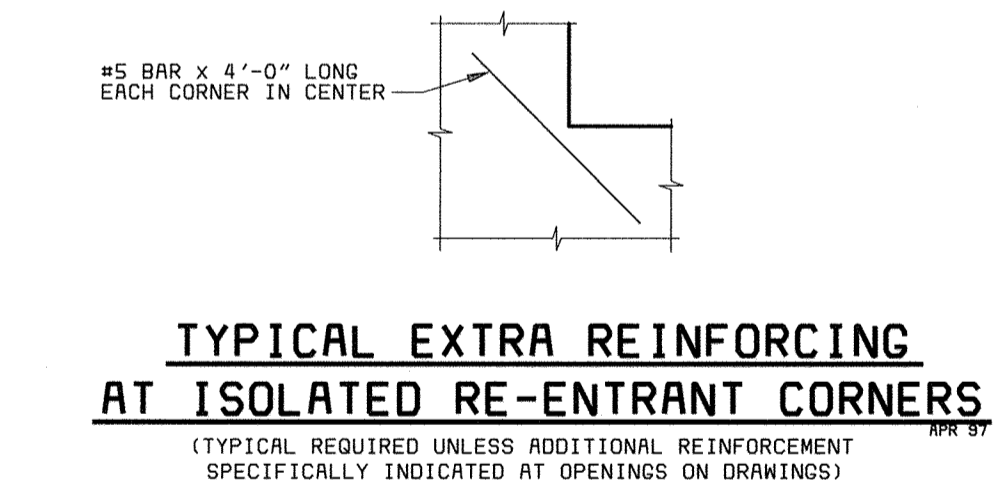 #5 BAR x 4'-0" LONG
EACH CORNER IN CENTER
TYPICAL EXTRA REINFORCING
AT ISOLATED RE-ENTRANT CORNERS
APR 97
(TYPICAL REQUIRED UNLESS ADDITIONAL REINFORCEMENT
SPECIFICALLY INDICATED AT OPENINGS ON DRAWINGS)